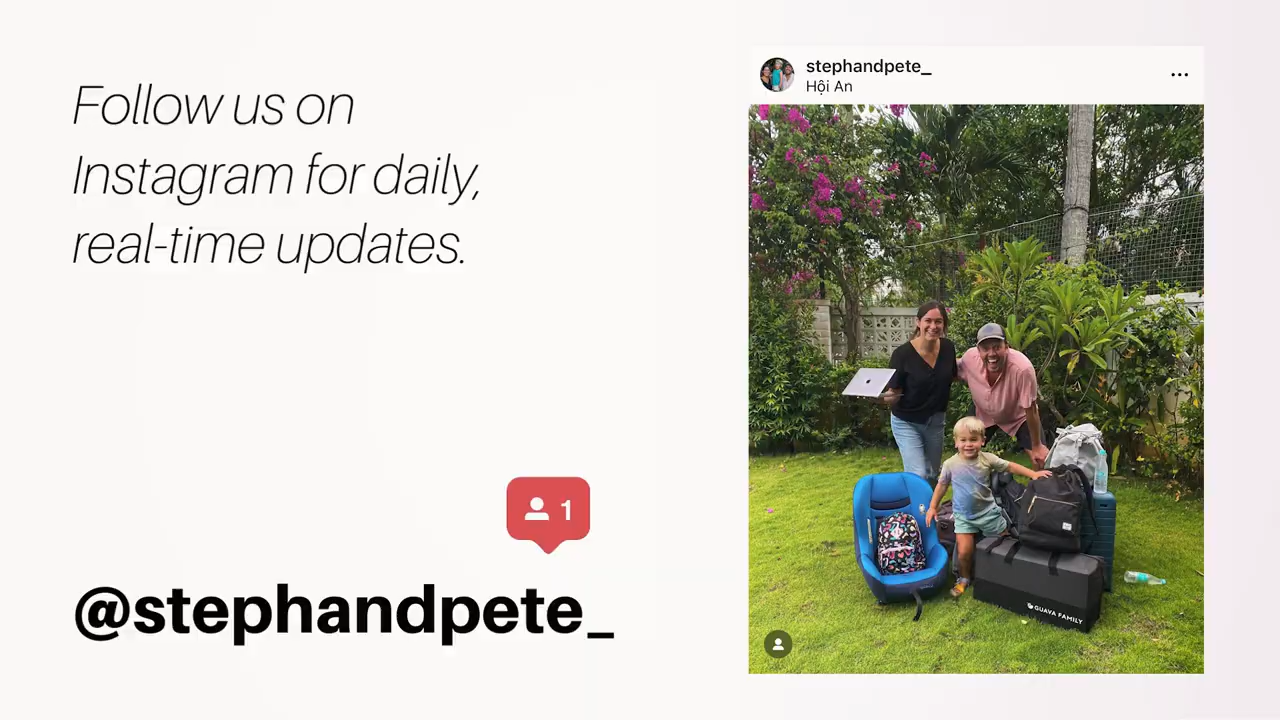 Follow us on
Instagram for daily,
real-time updates.
1
@stephandpete_
stephandpete_
Hội An
GUAVA FAMILY